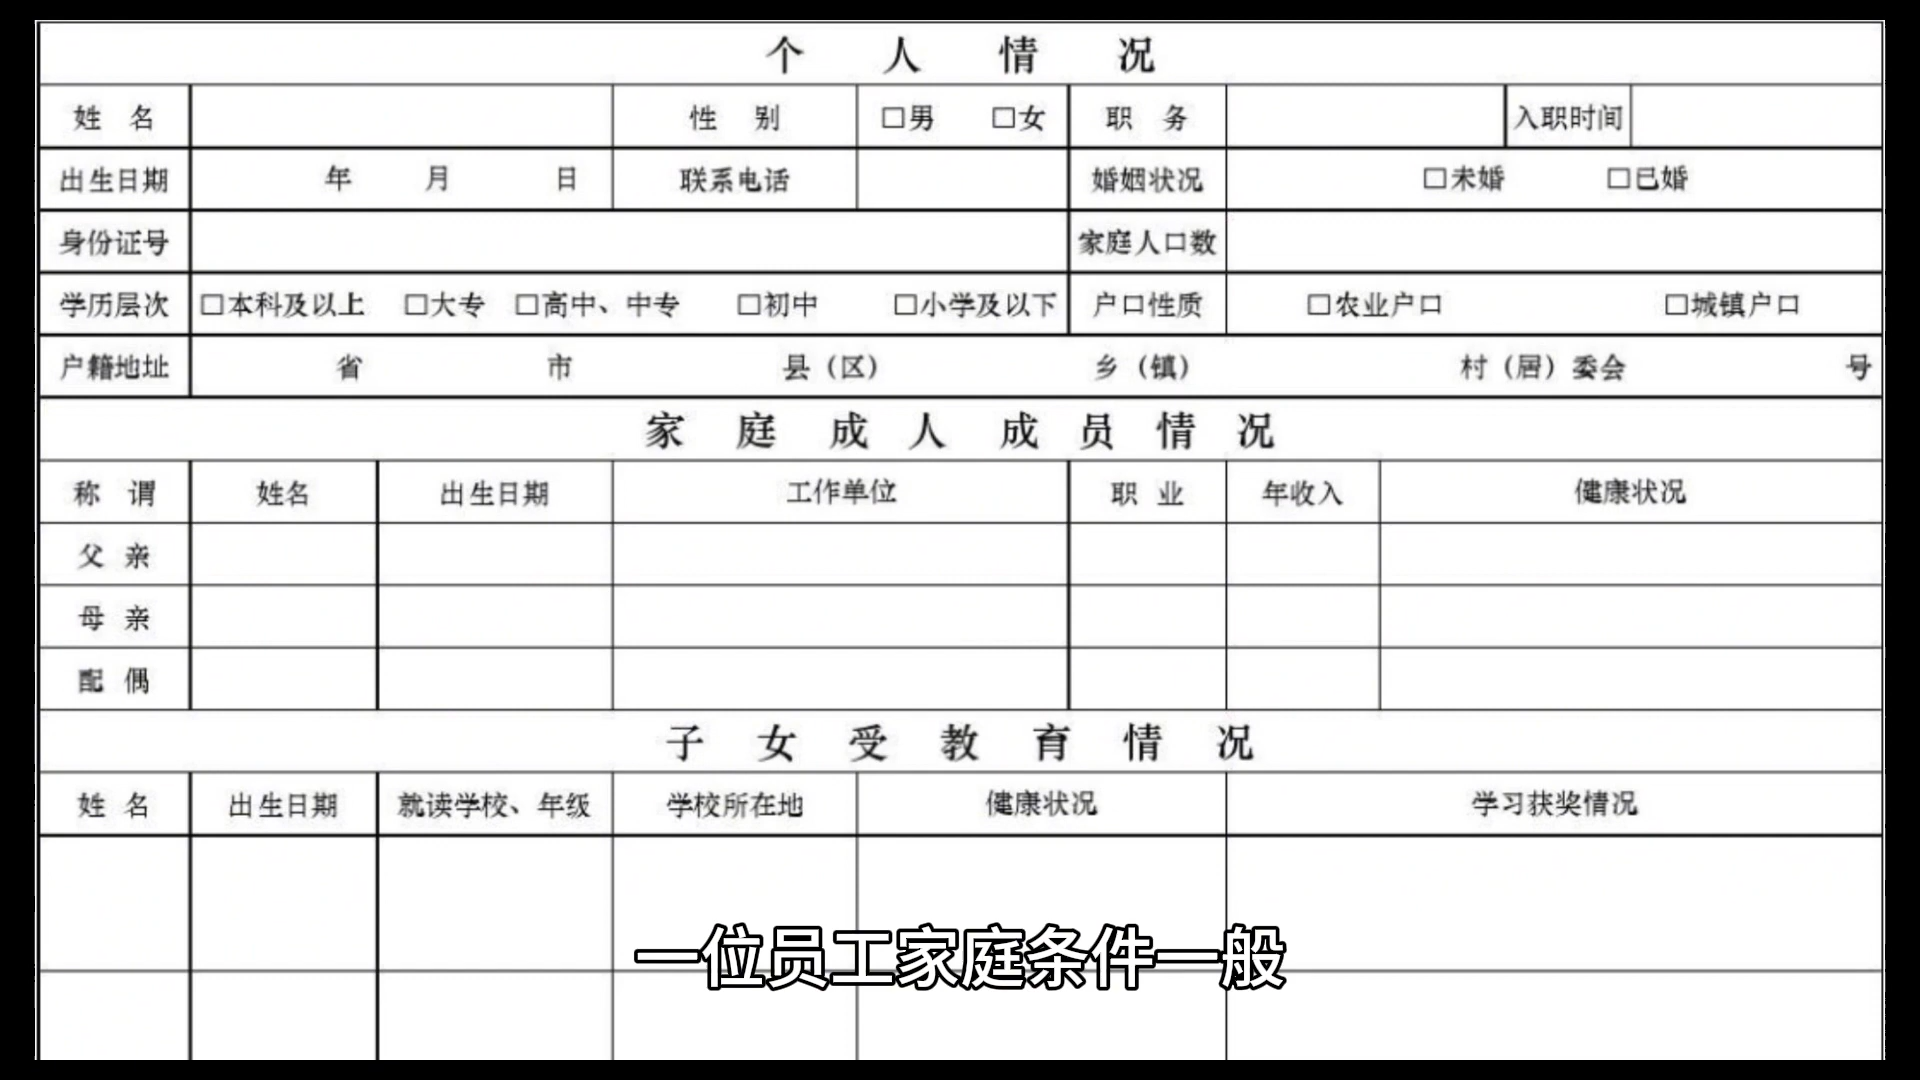 个人情况
姓名 性别 □男 □女 职务 入职时间
出生日期 年 月 日 联系电话 婚姻状况 □未婚 □已婚
身份证号 家庭人口数
学历层次 □本科及以上 □大专 □高中、中专 □初中 □小学及以下 户口性质 □农业户口 □城镇户口
户籍地址 省 市 县（区） 乡（镇） 村（居）委会 号
家庭成人成员情况
称谓 姓名 出生日期 工作单位 职业 年收入 健康状况
父亲
母亲
配偶
子女受教育情况
姓名 出生日期 就读学校、年级 学校所在地 健康状况 学习获奖情况
一位员工家庭条件一般